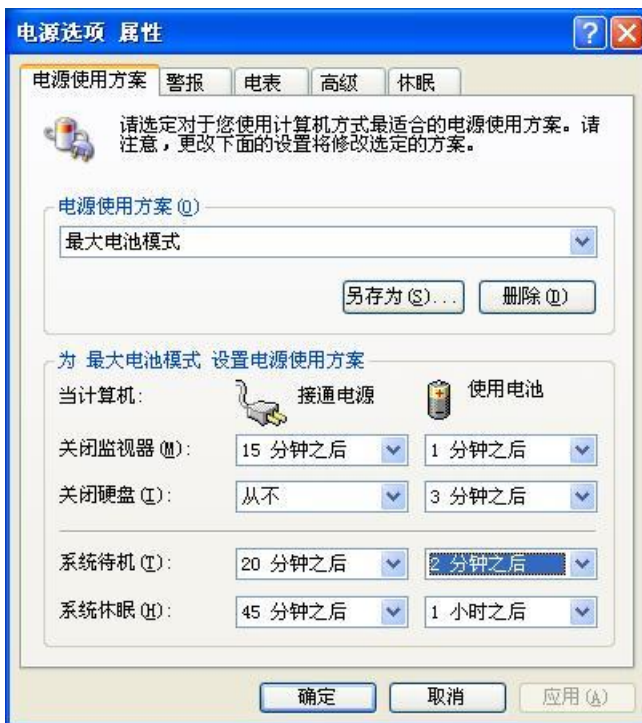 电源选项 属性
电源使用方案 警报 电表 高级 休眠
请选定对于您使用计算机方式最适合的电源使用方案。请
注意，更改下面的设置将修改选定的方案。
电源使用方案(O)
最大电池模式
另存为(S)... 删除(D)
为 最大电池模式 设置电源使用方案
当计算机: 接通电源 使用电池
关闭监视器(M): 15 分钟之后 1 分钟之后
关闭硬盘(I): 从不 3 分钟之后
系统待机(T): 20 分钟之后 2 分钟之后
系统休眠(H): 45 分钟之后 1 小时之后
确定 取消 应用(A)